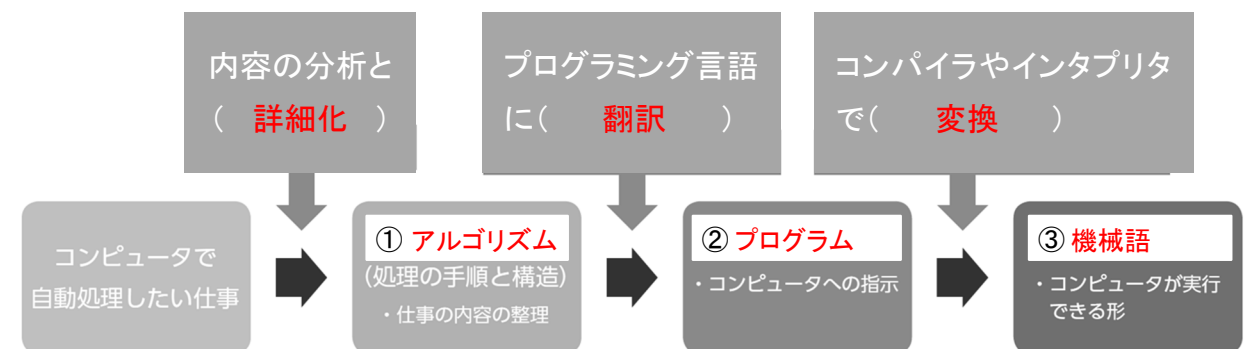 内容の分析と
（ 詳細化 ）
プログラミング言語
に（ 翻訳 ）
コンパイラやインタプリタ
で（ 変換 ）
コンピュータで
自動処理したい仕事
① アルゴリズム
(処理の手順と構造)
・仕事の内容の整理
② プログラム
・コンピュータへの指示
③ 機械語
・コンピュータが実行
できる形